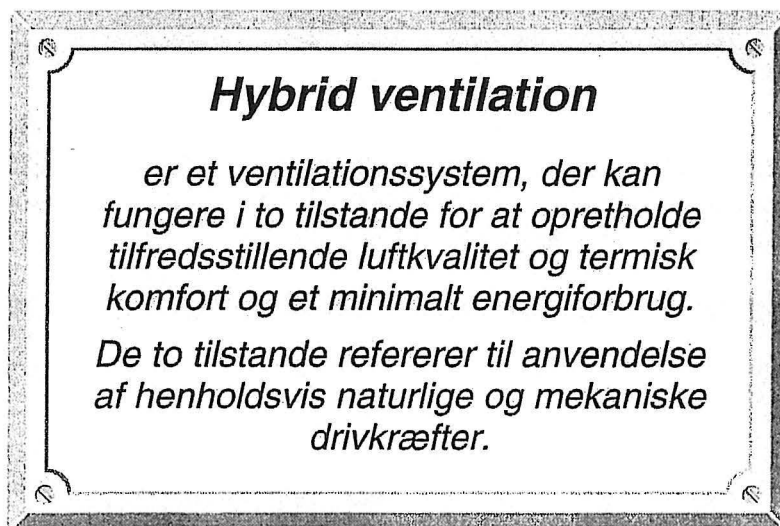 Hybrid ventilation
er et ventilationssystem, der kan
fungere i to tilstande for at opretholde
tilfredsstillende luftkvalitet og termisk
komfort og et minimalt energiforbrug.
De to tilstande refererer til anvendelse
af henholdsvis naturlige og mekaniske
drivkræfter.